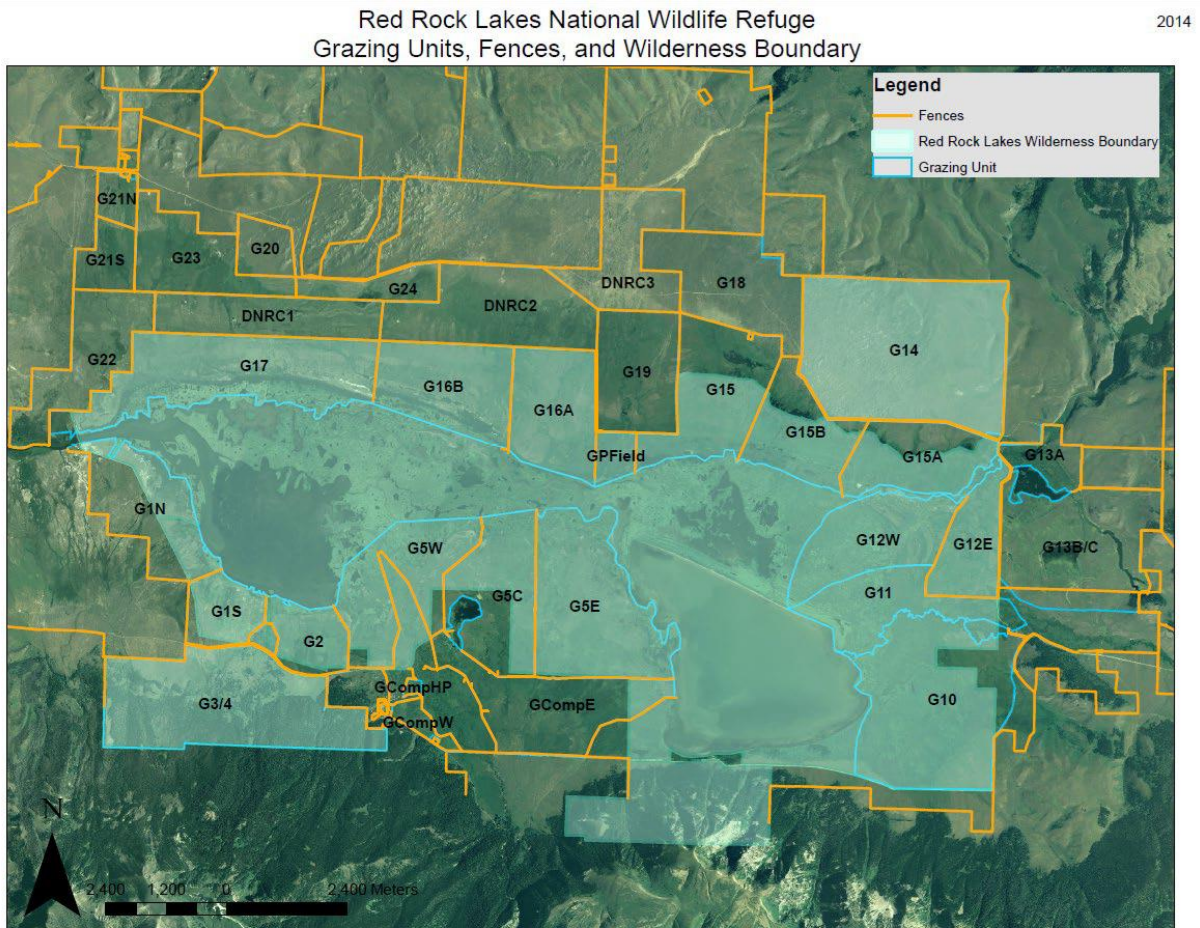 Red Rock Lakes National Wildlife Refuge
2014
Grazing Units, Fences, and Wilderness Boundary
Legend
Fences
Red Rock Lakes Wilderness Boundary
Grazing Unit
G21N
G21S
G23
G20
G24
DNRC1
DNRC2
DNRC3
G18
G22
G17
G16B
G16A
G19
G14
G15
G15B
G15A
GPField
G13A
G1N
G5W
G12W
G12E
G13B/C
G1S
G2
G5C
G5E
G11
G3/4
GCompHP
GCompW
GCompE
G10
N
2,400 1,200 0 2,400 Meters